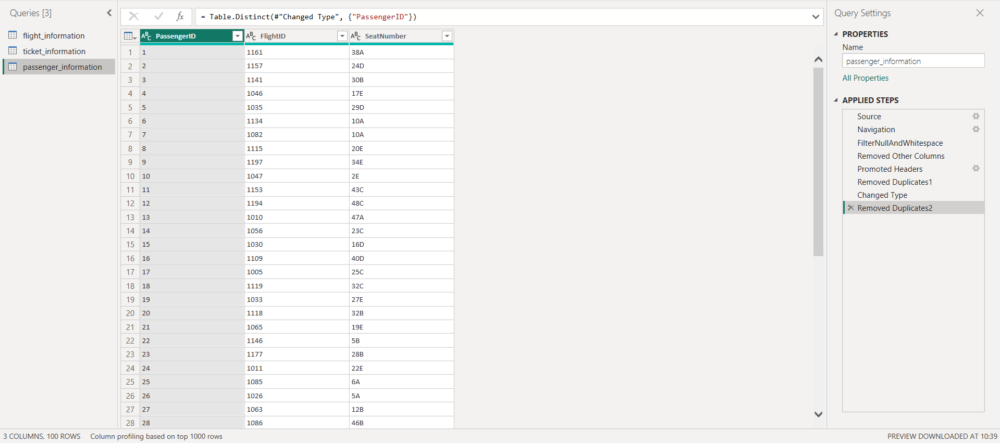 Queries [3]
flight_information
ticket_information
passenger_information
fx = Table.Distinct(#"Changed Type", {"PassengerID"})
ABC PassengerID ABC FlightID ABC SeatNumber
1 1 1161 38A
2 2 1157 24D
3 3 1141 30B
4 4 1046 17E
5 5 1035 29D
6 6 1134 10A
7 7 1082 10A
8 8 1115 20E
9 9 1197 34E
10 10 1047 2E
11 11 1153 43C
12 12 1194 48C
13 13 1010 47A
14 14 1056 23C
15 15 1030 16D
16 16 1109 40D
17 17 1005 25C
18 18 1119 32C
19 19 1033 27E
20 20 1118 32B
21 21 1065 19E
22 22 1146 5B
23 23 1177 28B
24 24 1011 22E
25 25 1085 6A
26 26 1026 5A
27 27 1063 12B
28 28 1086 46B
Query Settings
PROPERTIES
Name
passenger_information
All Properties
APPLIED STEPS
Source
Navigation
FilterNullAndWhitespace
Removed Other Columns
Promoted Headers
Removed Duplicates1
Changed Type
Removed Duplicates2
3 COLUMNS, 100 ROWS Column profiling based on top 1000 rows
PREVIEW DOWNLOADED AT 10:39